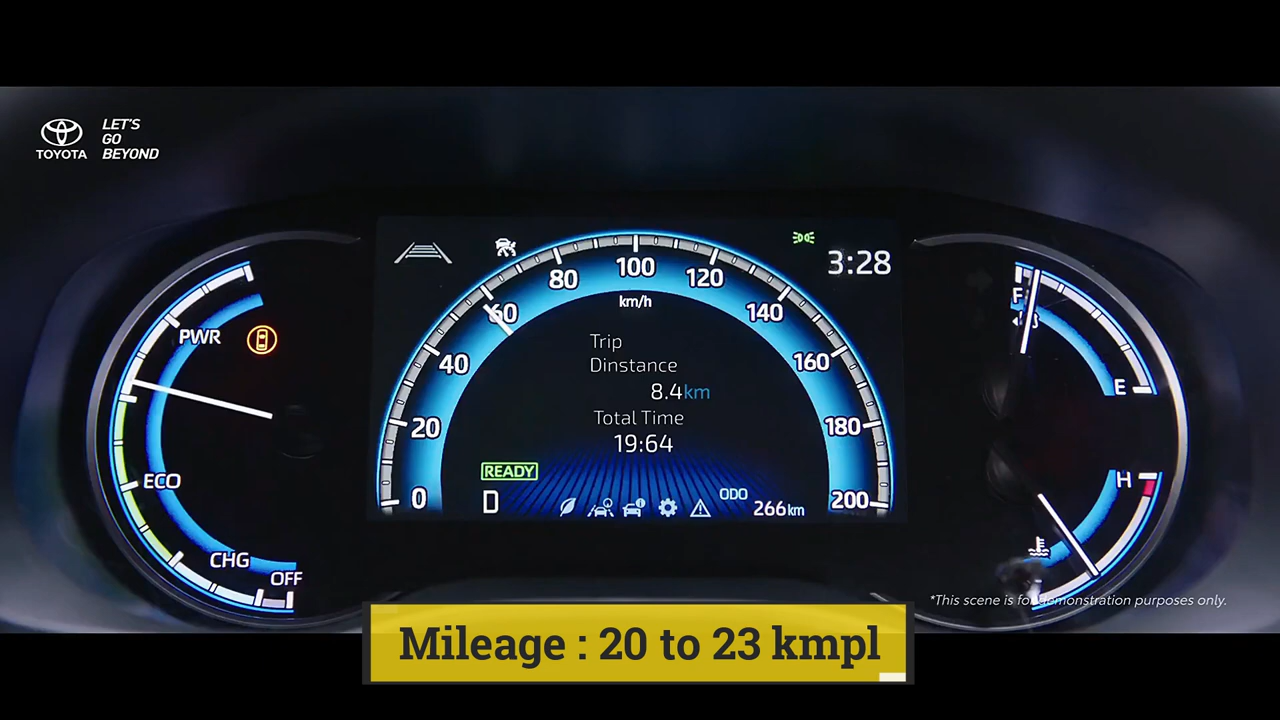 TOYOTA
LET'S
GO
BEYOND
3:28
80
100
120
km/h
60
140
40
160
20
180
0
200
Trip
Dinstance
8.4km
Total Time
19:64
READY
D
ODO
266km
PWR
ECO
CHG
OFF
F
E
H
*This scene is for demonstration purposes only.
Mileage : 20 to 23 kmpl